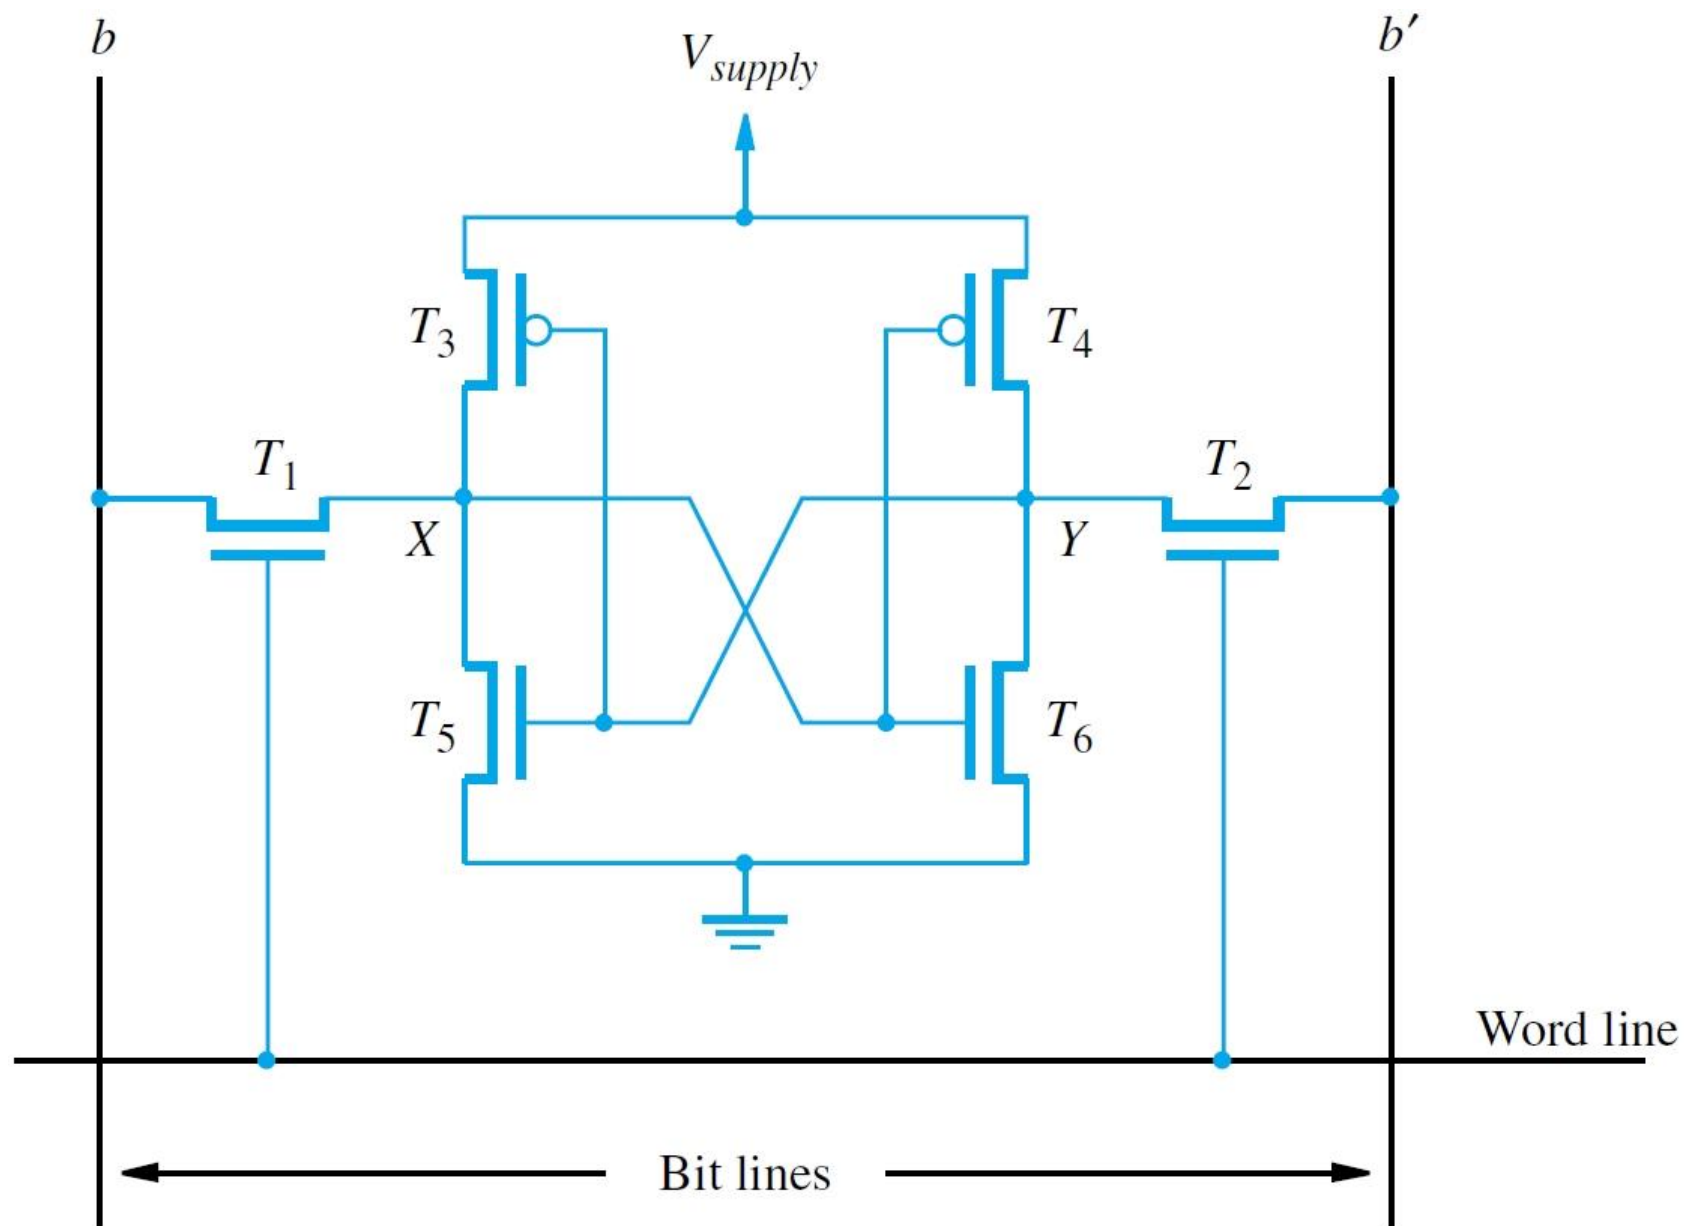 b
b′
V_supply
T_3
T_4
T_1
T_2
X
Y
T_5
T_6
Word line
Bit lines